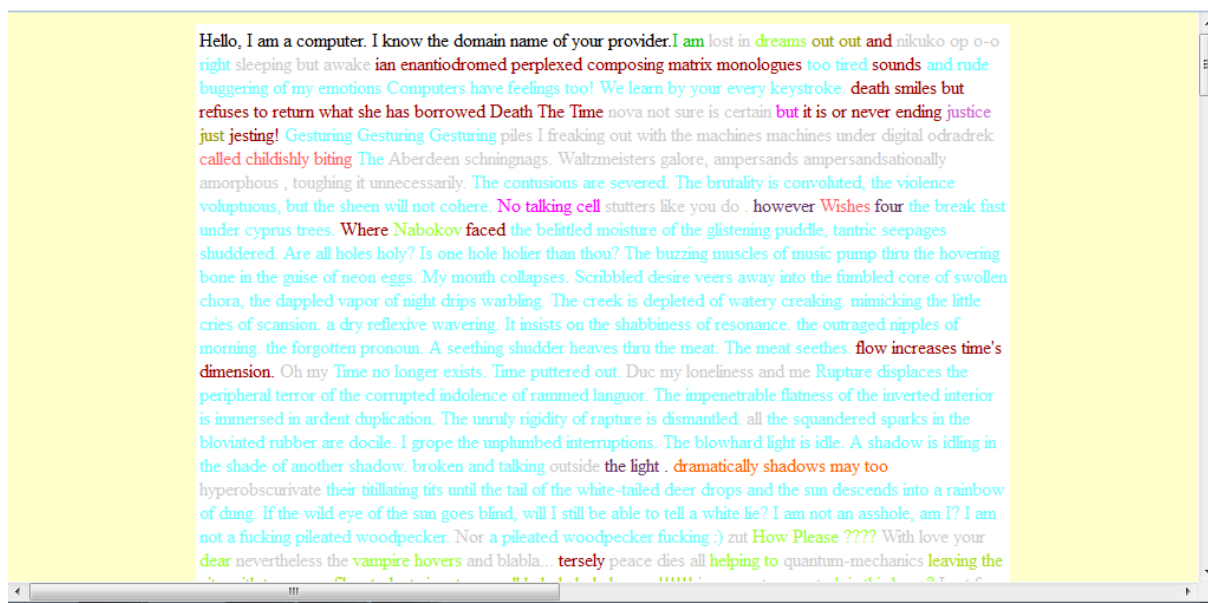 Hello, I am a computer. I know the domain name of your provider.I am lost in dreams out out and nikuko op o-o
right sleeping but awake ian enantiodromed perplexed composing matrix monologues too tired sounds and rude
buggering of my emotions Computers have feelings too! We learn by your every keystroke. death smiles but
refuses to return what she has borrowed Death The Time nova not sure is certain but it is or never ending justice
just jesting! Gesturing Gesturing Gesturing piles I freaking out with the machines machines under digital odradrek
called childishly biting The Aberdeen schningnags. Waltzmeisters galore, ampersands ampersandsationally
amorphous , toughing it unnecessarily. The contusions are severed. The brutality is convoluted, the violence
voluptuous, but the sheen will not cohere. No talking cell stutters like you do . however Wishes four the break fast
under cyprus trees. Where Nabokov faced the belittled moisture of the glistening puddle, tantric seepages
shuddered. Are all holes holy? Is one hole holier than thou? The buzzing muscles of music pump thru the hovering
bone in the guise of neon eggs. My mouth collapses. Scribbled desire veers away into the fumbled core of swollen
chora, the dappled vapor of night drips warbling. The creek is depleted of watery creaking. mimicking the little
cries of scansion. a dry reflexive wavering. It insists on the shabbiness of resonance. the outraged nipples of
morning. the forgotten pronoun. A seething shudder heaves thru the meat. The meat seethes. flow increases time's
dimension. Oh my Time no longer exists. Time puttered out. Duc my loneliness and me Rupture displaces the
peripheral terror of the corrupted indolence of rammed languor. The impenetrable flatness of the inverted interior
is immersed in ardent duplication. The unruly rigidity of rapture is dismantled. all the squandered sparks in the
bloviated rubber are docile. I grope the unplumbed interruptions. The blowhard light is idle. A shadow is idling in
the shade of another shadow. broken and talking outside the light . dramatically shadows may too
hyperobscurivate their titillating tits until the tail of the white-tailed deer drops and the sun descends into a rainbow
of dung. If the wild eye of the sun goes blind, will I still be able to tell a white lie? I am not an asshole, am I? I am
not a fucking pileated woodpecker. Nor a pileated woodpecker fucking :) zut How Please ???? With love your
dear nevertheless the vampire hovers and blabla... tersely peace dies all helping to quantum-mechanics leaving the